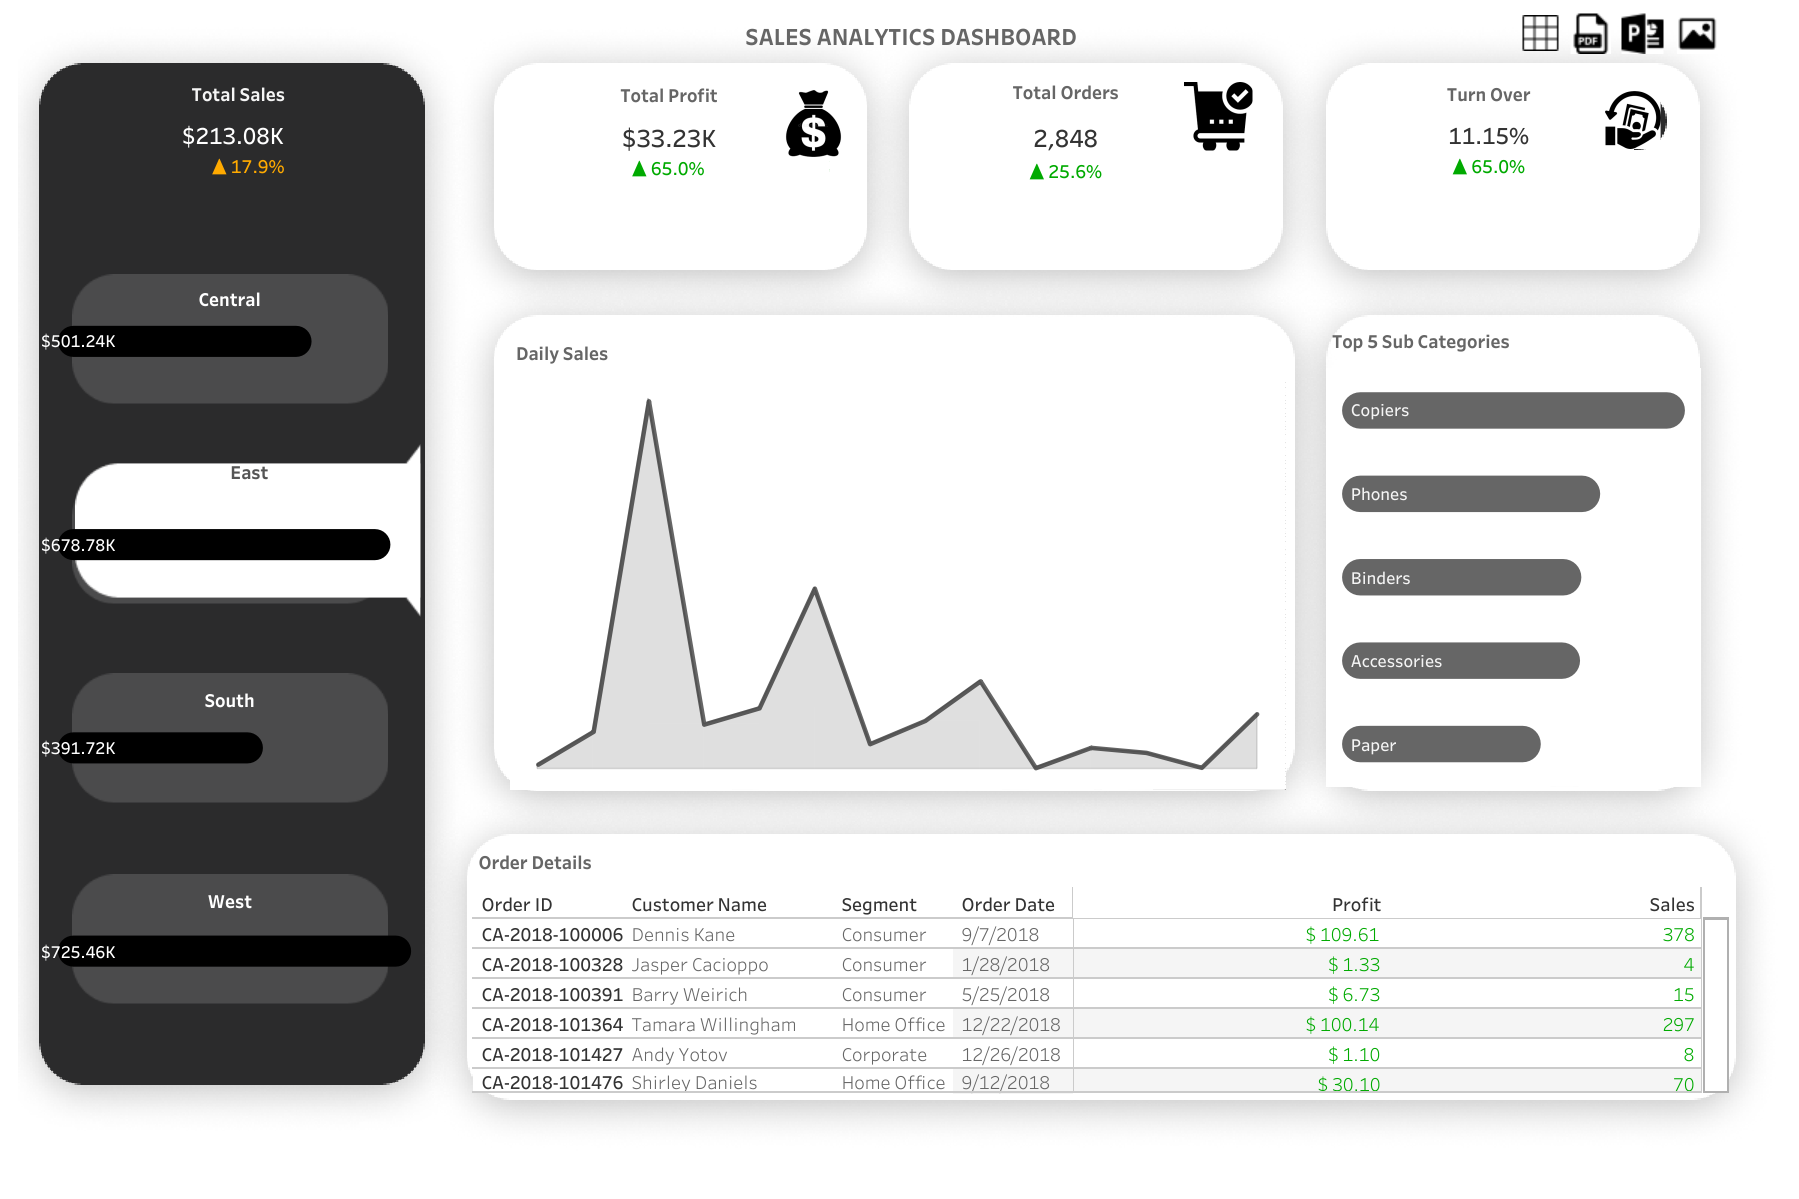 SALES ANALYTICS DASHBOARD
PDF
P
Total Sales
$213.08K
▲ 17.9%
Central
$501.24K
East
$678.78K
South
$391.72K
West
$725.46K
Total Profit
$33.23K
▲ 65.0%
$
Total Orders
2,848
▲ 25.6%
Turn Over
11.15%
▲ 65.0%
Daily Sales
Top 5 Sub Categories
Copiers
Phones
Binders
Accessories
Paper
Order Details
Order ID Customer Name Segment Order Date Profit Sales
CA-2018-100006 Dennis Kane Consumer 9/7/2018 $ 109.61 378
CA-2018-100328 Jasper Cacioppo Consumer 1/28/2018 $ 1.33 4
CA-2018-100391 Barry Weirich Consumer 5/25/2018 $ 6.73 15
CA-2018-101364 Tamara Willingham Home Office 12/22/2018 $ 100.14 297
CA-2018-101427 Andy Yotov Corporate 12/26/2018 $ 1.10 8
CA-2018-101476 Shirley Daniels Home Office 9/12/2018 $ 30.10 70